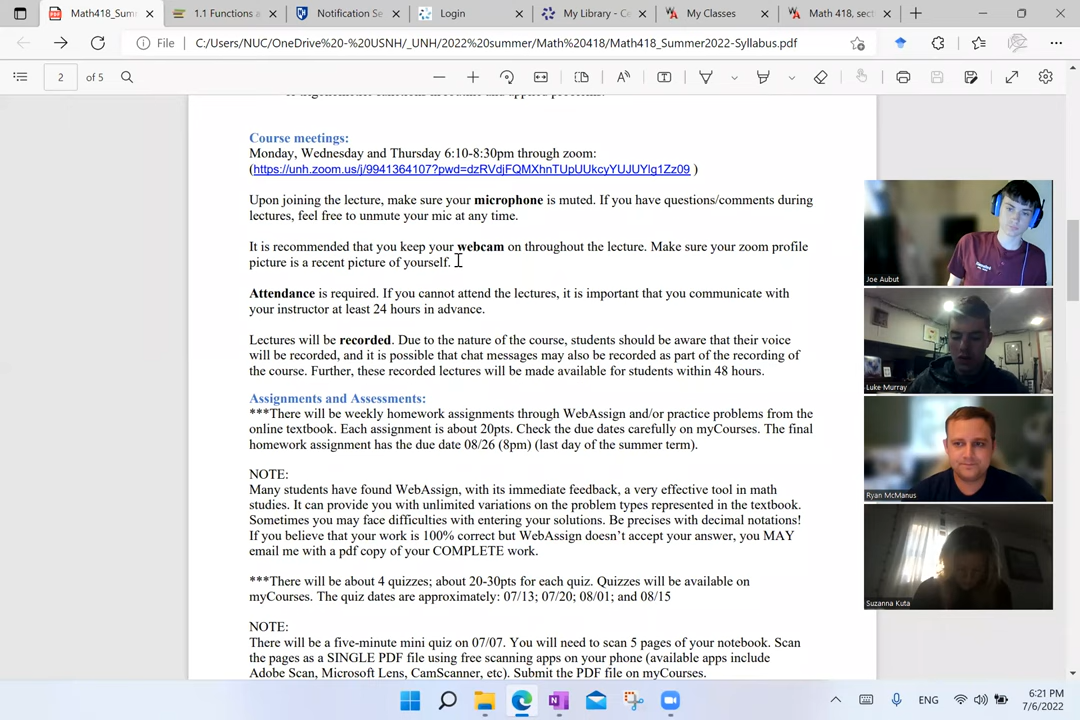 Math418_Summ
1.1 Functions a
Notification Se
Login
My Library - Ce
My Classes
Math 418, sect
File
C:/Users/NUC/OneDrive%20-%20USNH/_UNH/2022%20summer/Math%20418/Math418_Summer2022-Syllabus.pdf
2 of 5
Course meetings:
Monday, Wednesday and Thursday 6:10-8:30pm through zoom:
(https://unh.zoom.us/j/9941364107?pwd=dzRVdjFQMXhnTUpUUkcyYUJUYlg1Zz09 )
Upon joining the lecture, make sure your microphone is muted. If you have questions/comments during
lectures, feel free to unmute your mic at any time.
It is recommended that you keep your webcam on throughout the lecture. Make sure your zoom profile
picture is a recent picture of yourself.
Attendance is required. If you cannot attend the lectures, it is important that you communicate with
your instructor at least 24 hours in advance.
Lectures will be recorded. Due to the nature of the course, students should be aware that their voice
will be recorded, and it is possible that chat messages may also be recorded as part of the recording of
the course. Further, these recorded lectures will be made available for students within 48 hours.
Assignments and Assessments:
***There will be weekly homework assignments through WebAssign and/or practice problems from the
online textbook. Each assignment is about 20pts. Check the due dates carefully on myCourses. The final
homework assignment has the due date 08/26 (8pm) (last day of the summer term).
NOTE:
Many students have found WebAssign, with its immediate feedback, a very effective tool in math
studies. It can provide you with unlimited variations on the problem types represented in the textbook.
Sometimes you may face difficulties with entering your solutions. Be precises with decimal notations!
If you believe that your work is 100% correct but WebAssign doesn't accept your answer, you MAY
email me with a pdf copy of your COMPLETE work.
***There will be about 4 quizzes; about 20-30pts for each quiz. Quizzes will be available on
myCourses. The quiz dates are approximately: 07/13; 07/20; 08/01; and 08/15
NOTE:
There will be a five-minute mini quiz on 07/07. You will need to scan 5 pages of your notebook. Scan
the pages as a SINGLE PDF file using free scanning apps on your phone (available apps include
Adobe Scan, Microsoft Lens, CamScanner, etc). Submit the PDF file on myCourses.
Joe Aubut
Luke Murray
Ryan McManus
Suzanna Kuta
ENG
6:21 PM
7/6/2022